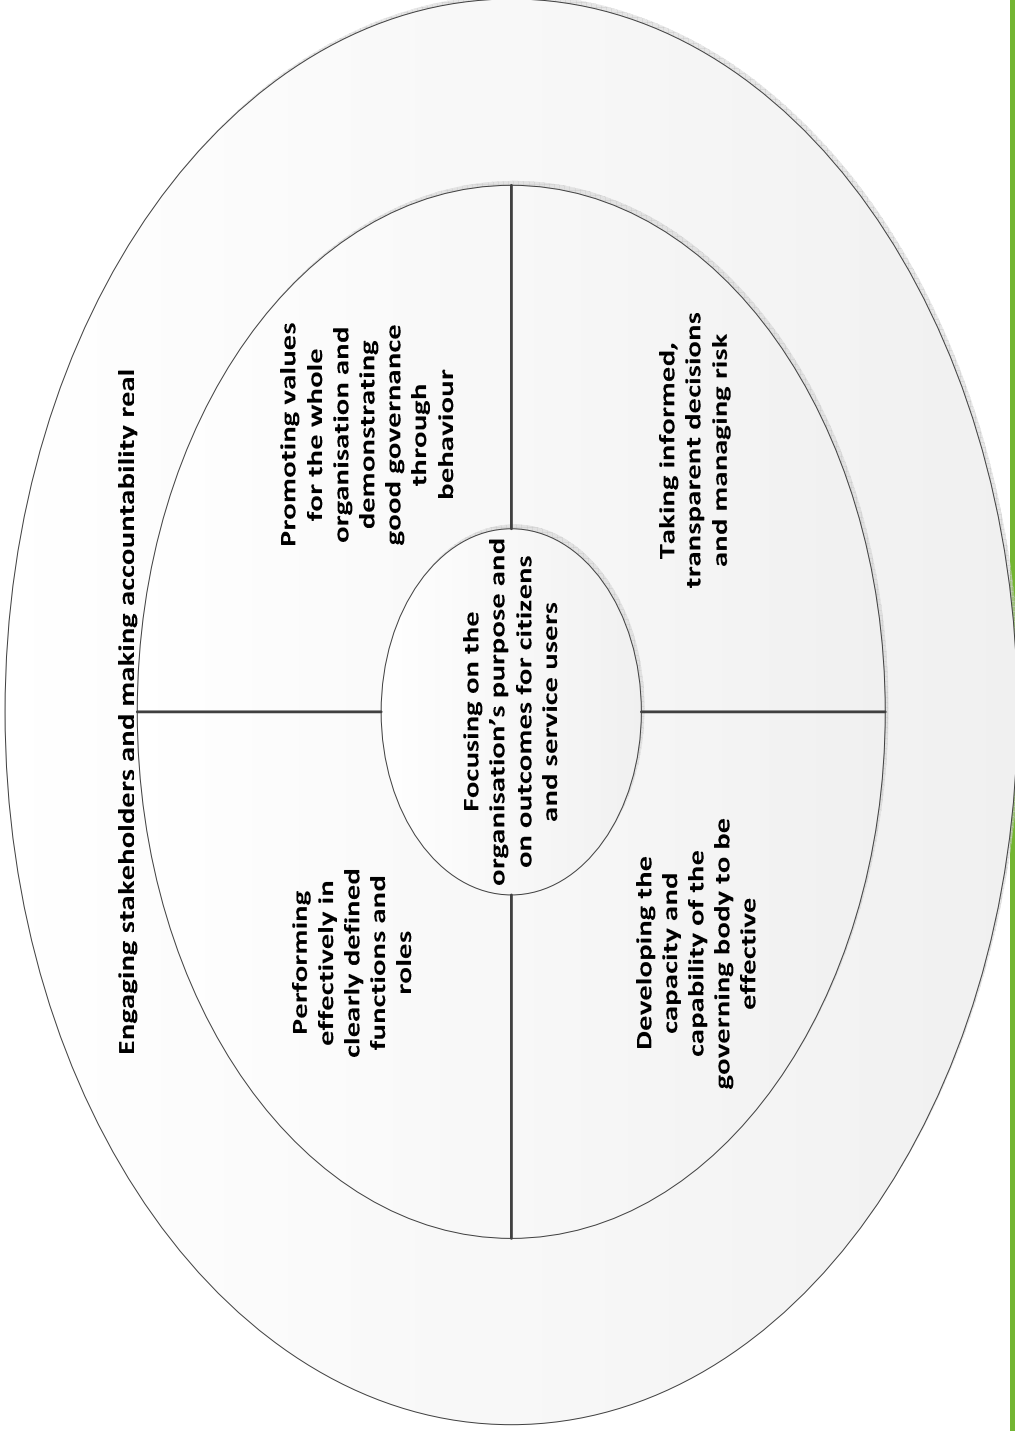 Engaging stakeholders and making accountability real
Performing
effectively in
clearly defined
functions and
roles
Promoting values
for the whole
organisation and
demonstrating
good governance
through
behaviour
Focusing on the
organisation’s purpose and
on outcomes for citizens
and service users
Developing the
capacity and
capability of the
governing body to be
effective
Taking informed,
transparent decisions
and managing risk